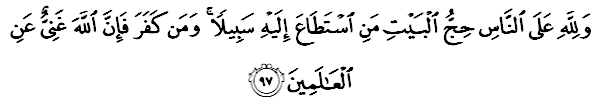 وَلِلَّهِ عَلَى ٱلنَّاسِ حِجُّ ٱلْبَيْتِ مَنِ ٱسْتَطَاعَ إِلَيْهِ سَبِيلًا ۚ وَمَن كَفَرَ فَإِنَّ ٱللَّهَ غَنِىٌّ عَنِ
ٱلْعَـٰلَمِينَ ٩٧